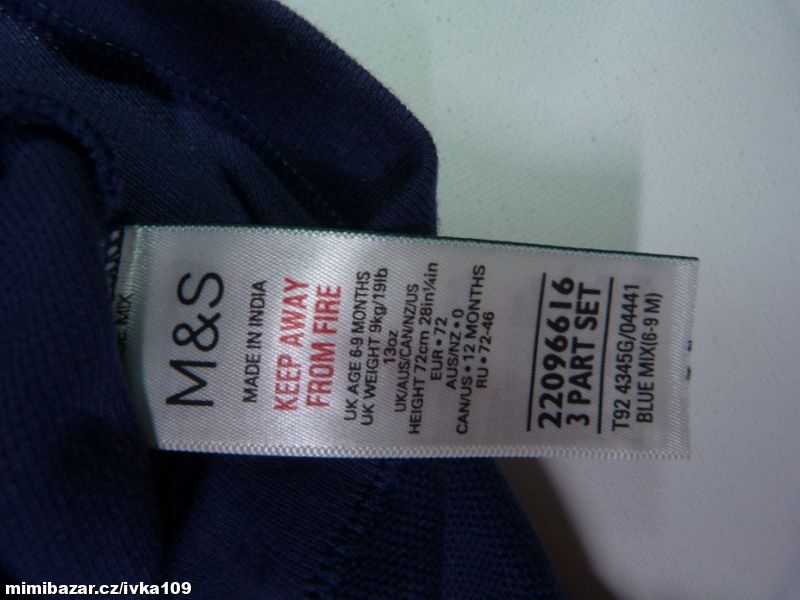 M&S
MADE IN INDIA
KEEP AWAY
FROM FIRE
UK AGE 6-9 MONTHS
UK WEIGHT 9kg/19lb
13oz
UK/AUS/CAN/NZ/US
HEIGHT 72cm 28in¼in
EUR • 72
AUS/NZ • 0
CAN/US • 12 MONTHS
RU • 72-46
22096616
3 PART SET
T92 4345G/04441
BLUE MIX(6-9 M)
MIX
mimibazar.cz/ivka109